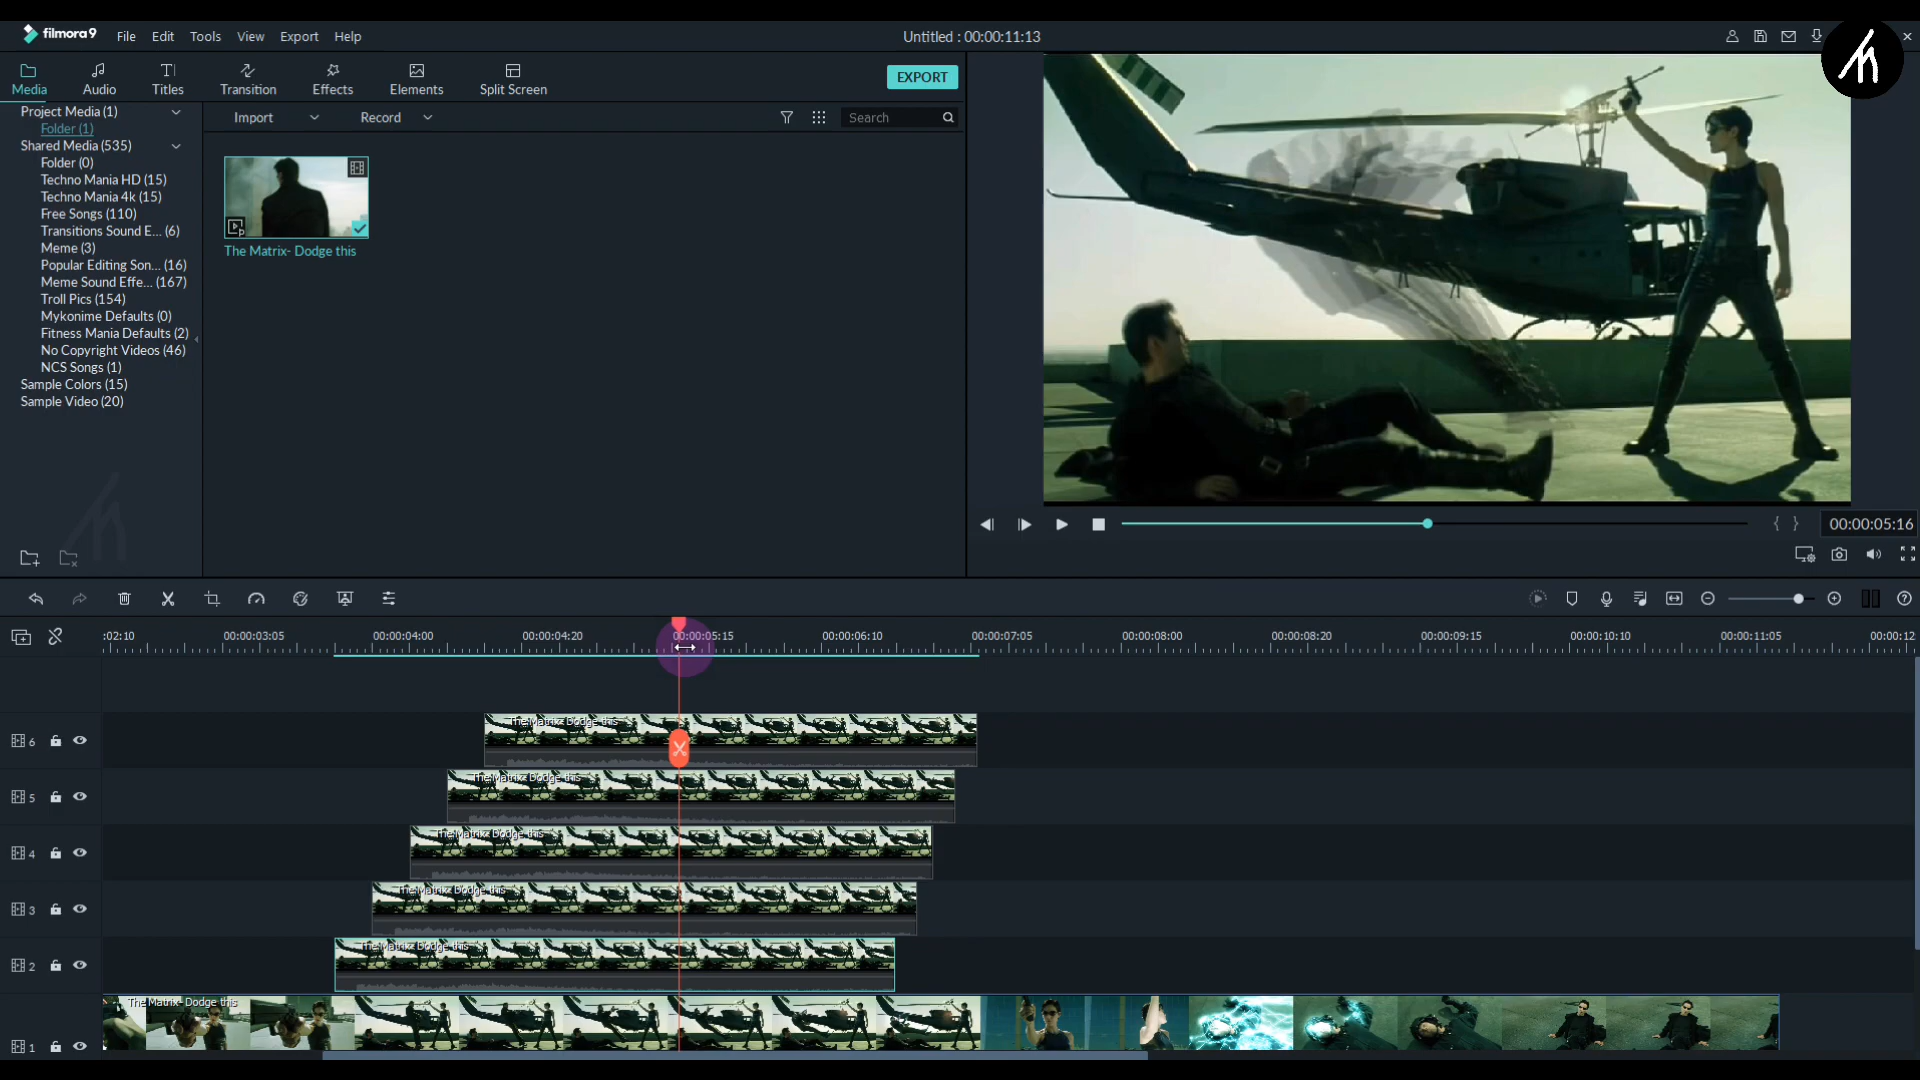 filmora9
File Edit Tools View Export Help
Untitled : 00:00:11:13
Media Audio Titles Transition Effects Elements Split Screen
EXPORT
Project Media (1)
Folder (1)
Shared Media (535)
Folder (0)
Techno Mania HD (15)
Techno Mania 4k (15)
Free Songs (110)
Transitions Sound E... (6)
Meme (3)
Popular Editing Son... (16)
Meme Sound Effe... (167)
Troll Pics (154)
Mykonime Defaults (0)
Fitness Mania Defaults (2)
No Copyright Videos (46)
NCS Songs (1)
Sample Colors (15)
Sample Video (20)
Import Record Search
The Matrix- Dodge this
00:00:05:16
:02:10 00:00:03:05 00:00:04:00 00:00:04:20 00:00:05:15 00:00:06:10 00:00:07:05 00:00:08:00 00:00:08:20 00:00:09:15 00:00:10:10 00:00:11:05 00:00:12
The Matrix- Dodge this
6
The Matrix- Dodge this
5
The Matrix- Dodge this
4
The Matrix- Dodge this
3
The Matrix- Dodge this
2
The Matrix- Dodge this
1